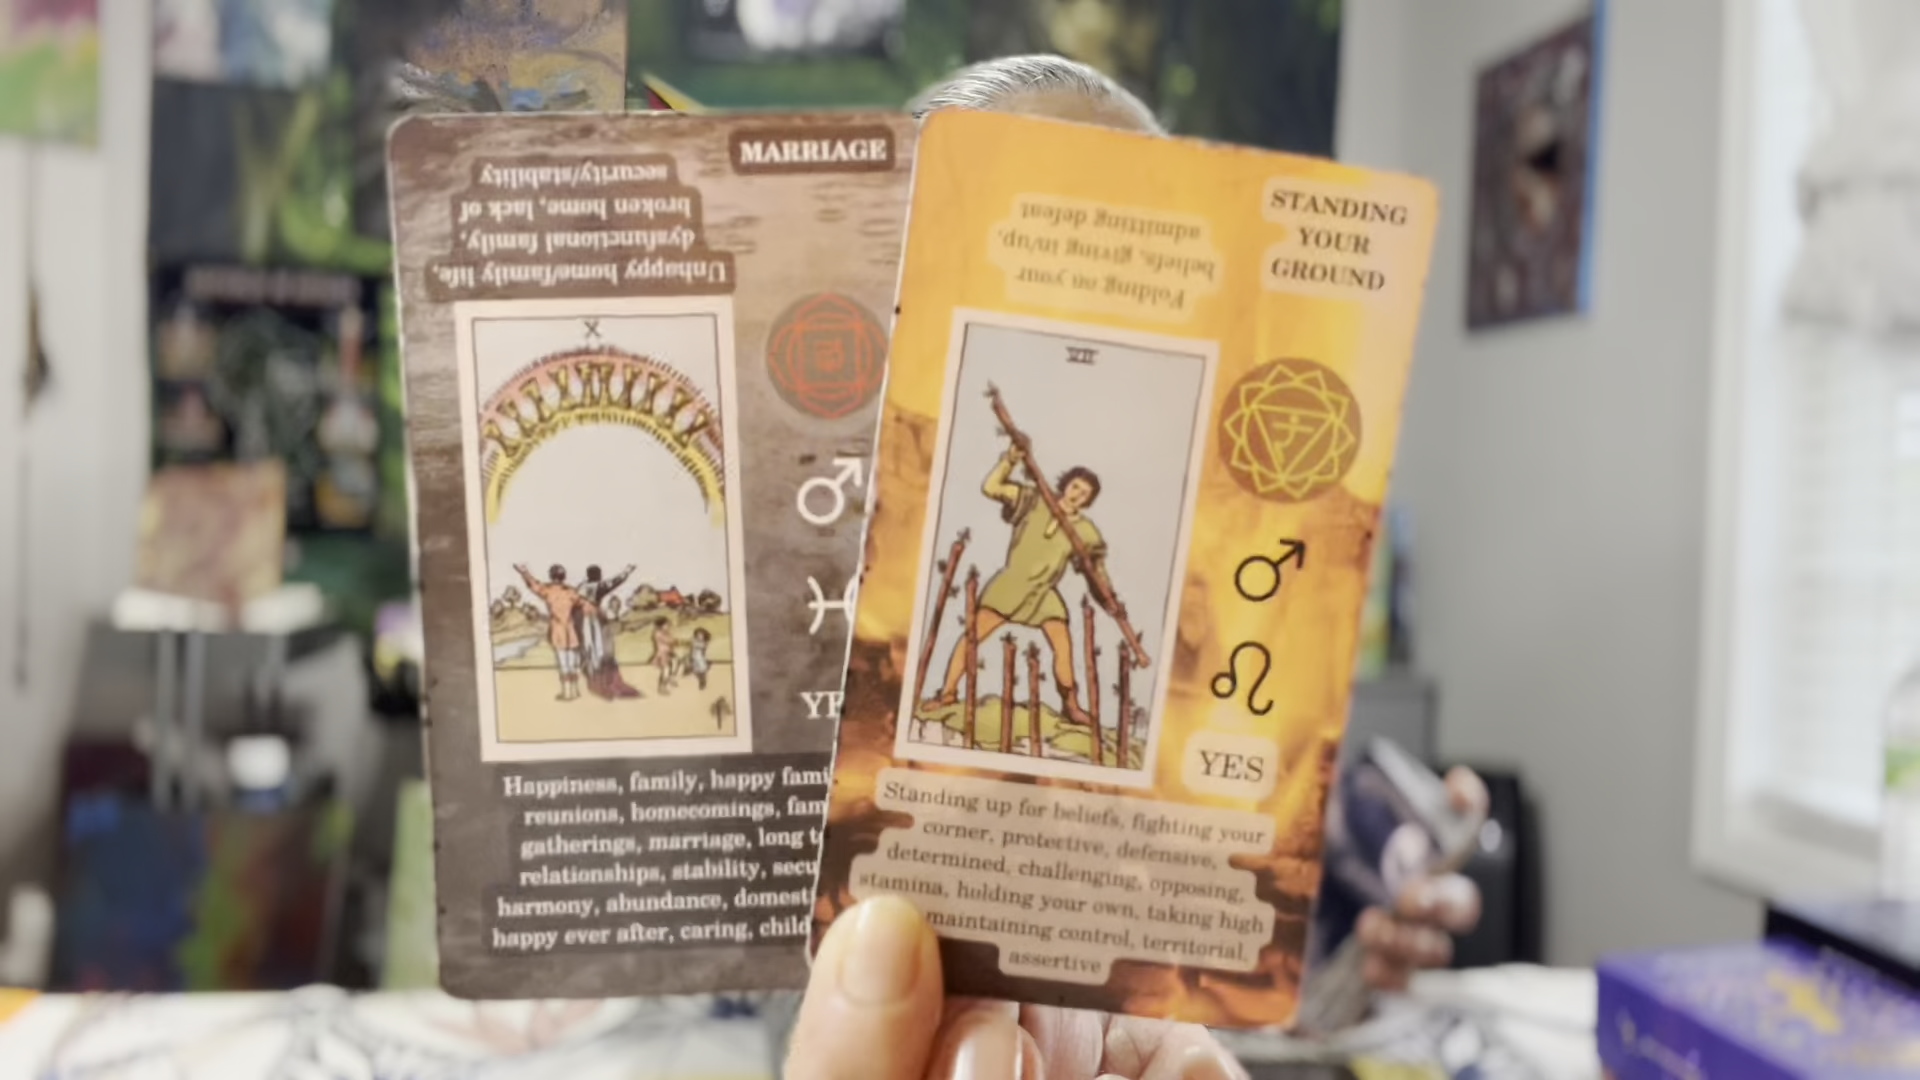 MARRIAGE
Unhappy home/family life,
dysfunctional family,
broken home, lack of
security/stability
X
YE
Happiness, family, happy fami
reunions, homecomings, fam
gatherings, marriage, long t
relationships, stability, secu
harmony, abundance, domest
happy ever after, caring, child
STANDING
YOUR
GROUND
Folding on your
beliefs, giving in/up,
admitting defeat
VII
YES
Standing up for beliefs, fighting your
corner, protective, defensive,
determined, challenging, opposing,
stamina, holding your own, taking high
maintaining control, territorial,
assertive